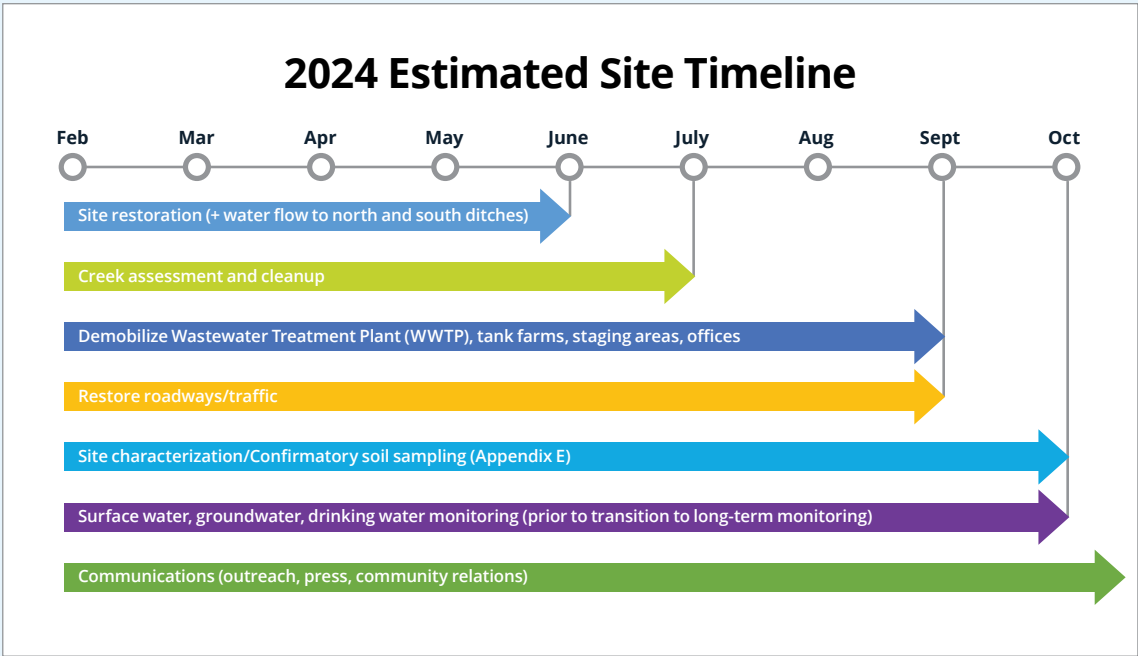 2024 Estimated Site Timeline
Feb Mar Apr May June July Aug Sept Oct
Site restoration (+ water flow to north and south ditches)
Creek assessment and cleanup
Demobilize Wastewater Treatment Plant (WWTP), tank farms, staging areas, offices
Restore roadways/traffic
Site characterization/Confirmatory soil sampling (Appendix E)
Surface water, groundwater, drinking water monitoring (prior to transition to long-term monitoring)
Communications (outreach, press, community relations)